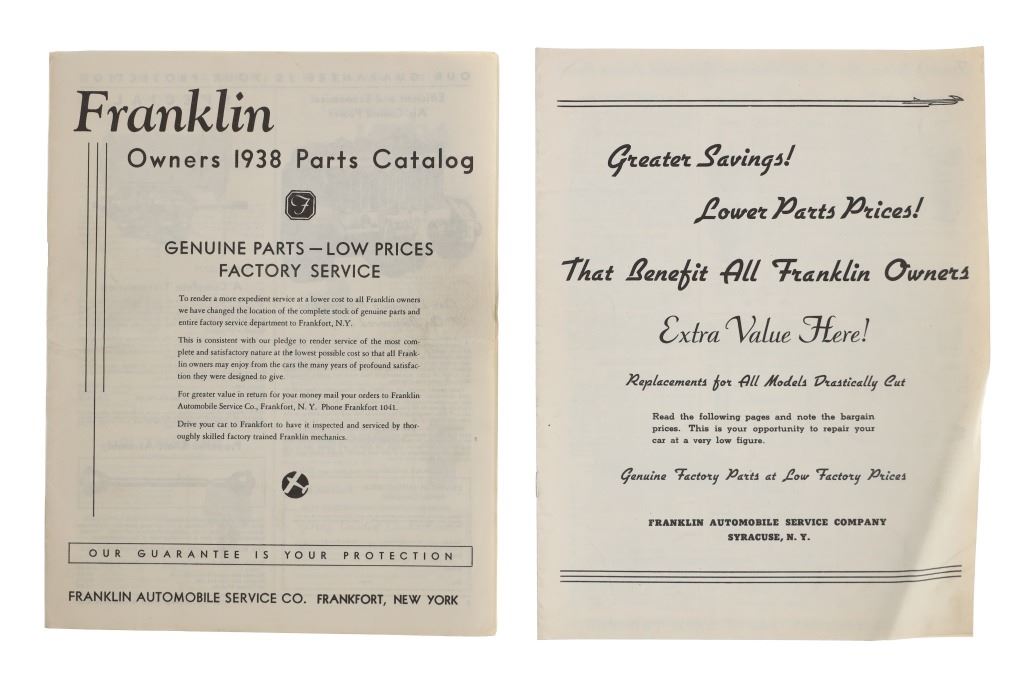 Franklin
Owners 1938 Parts Catalog
F
GENUINE PARTS — LOW PRICES
FACTORY SERVICE
To render a more expedient service at a lower cost to all Franklin owners
we have changed the location of the complete stock of genuine parts and
entire factory service department to Frankfort, N.Y.
This is consistent with our pledge to render service of the most com-
plete and satisfactory nature at the lowest possible cost so that all Frank-
lin owners may enjoy from the cars the many years of profound satisfac-
tion they were designed to give.
For greater value in return for your money mail your orders to Franklin
Automobile Service Co., Frankfort, N. Y. Phone Frankfort 1041.
Drive your car to Frankfort to have it inspected and serviced by thor-
oughly skilled factory trained Franklin mechanics.
OUR GUARANTEE IS YOUR PROTECTION
FRANKLIN AUTOMOBILE SERVICE CO. FRANKFORT, NEW YORK
Greater Savings!
Lower Parts Prices!
That Benefit All Franklin Owners
Extra Value Here!
Replacements for All Models Drastically Cut
Read the following pages and note the bargain
prices. This is your opportunity to repair your
car at a very low figure.
Genuine Factory Parts at Low Factory Prices
FRANKLIN AUTOMOBILE SERVICE COMPANY
SYRACUSE, N. Y.